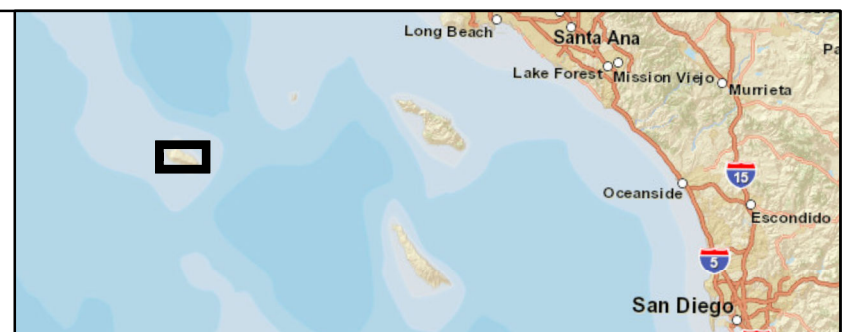 Long Beach
Santa Ana
Lake Forest
Mission Viejo
Murrieta
15
Oceanside
Escondido
5
San Diego